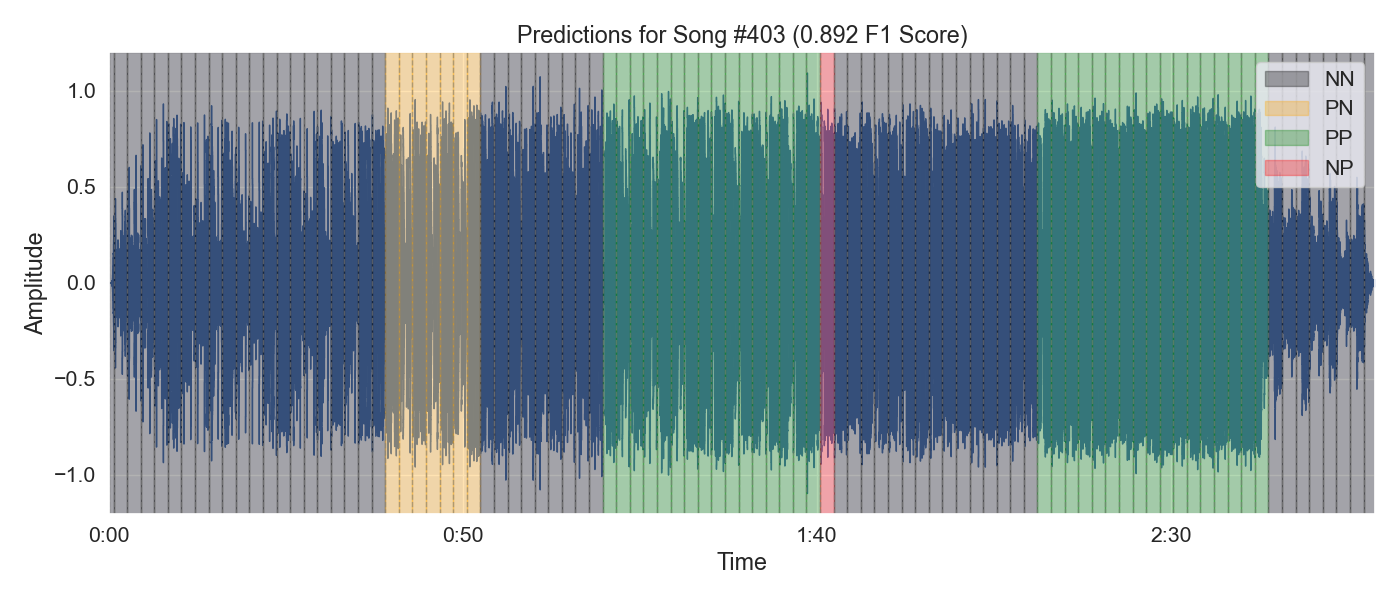 Predictions for Song #403 (0.892 F1 Score)
NN
PN
PP
NP
1.0
0.5
0.0
−0.5
−1.0
Amplitude
0:00
0:50
1:40
2:30
Time